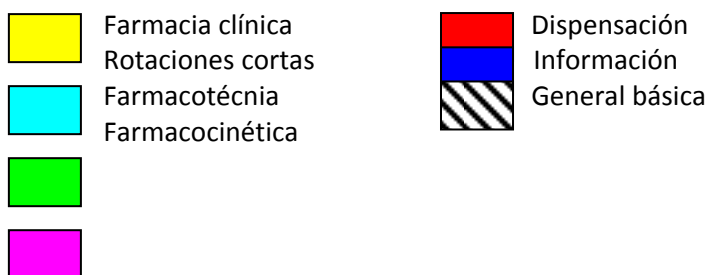 Farmacia clínica
Rotaciones cortas
Farmacotécnia
Farmacocinética
Dispensación
Información
General básica